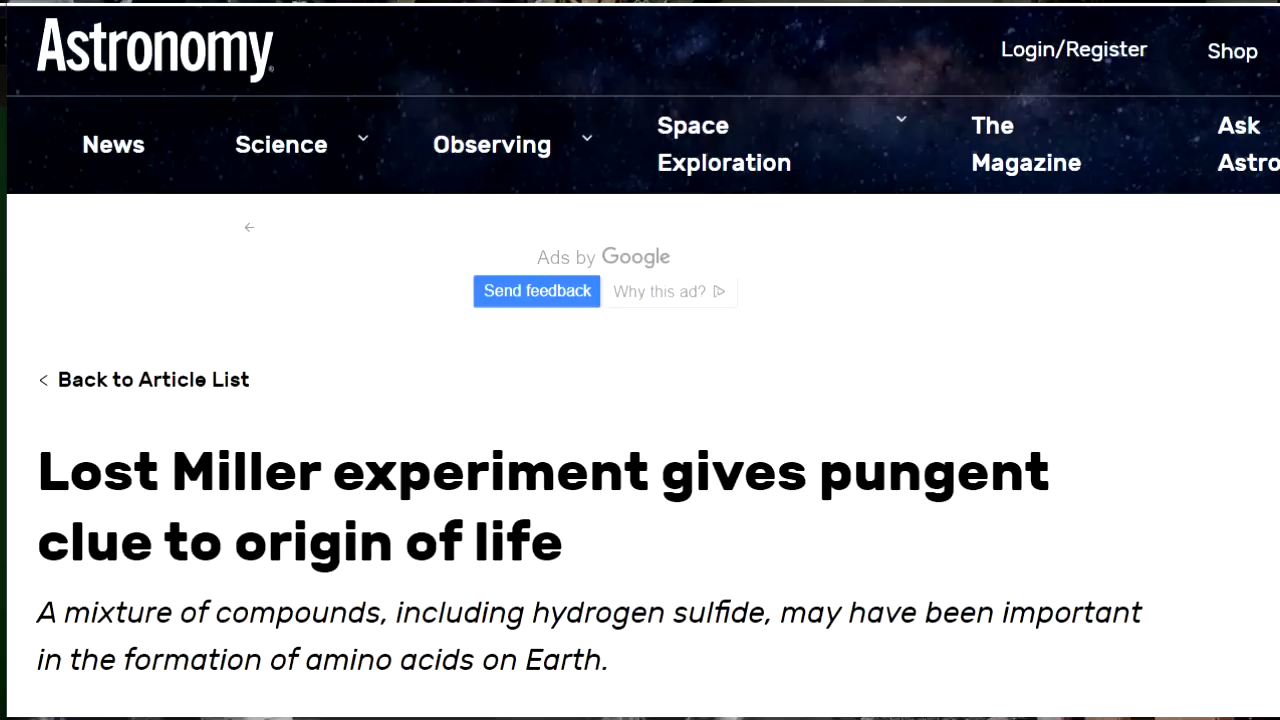 Astronomy
Login/Register
Shop
News
Science
Observing
Space
Exploration
The
Magazine
Ask
Astro
Ads by Google
Send feedback
Why this ad?
< Back to Article List
Lost Miller experiment gives pungent
clue to origin of life
A mixture of compounds, including hydrogen sulfide, may have been important
in the formation of amino acids on Earth.